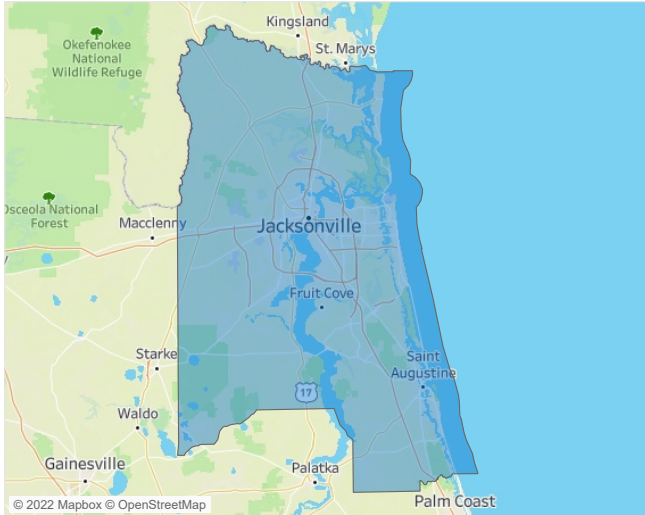 Kingsland
St. Marys
Okefenokee
National
Wildlife Refuge
Osceola National
Forest
Macclenny
Jacksonville
Fruit Cove
Starke
Saint
Augustine
17
Waldo
Gainesville
Palatka
Palm Coast
© 2022 Mapbox © OpenStreetMap